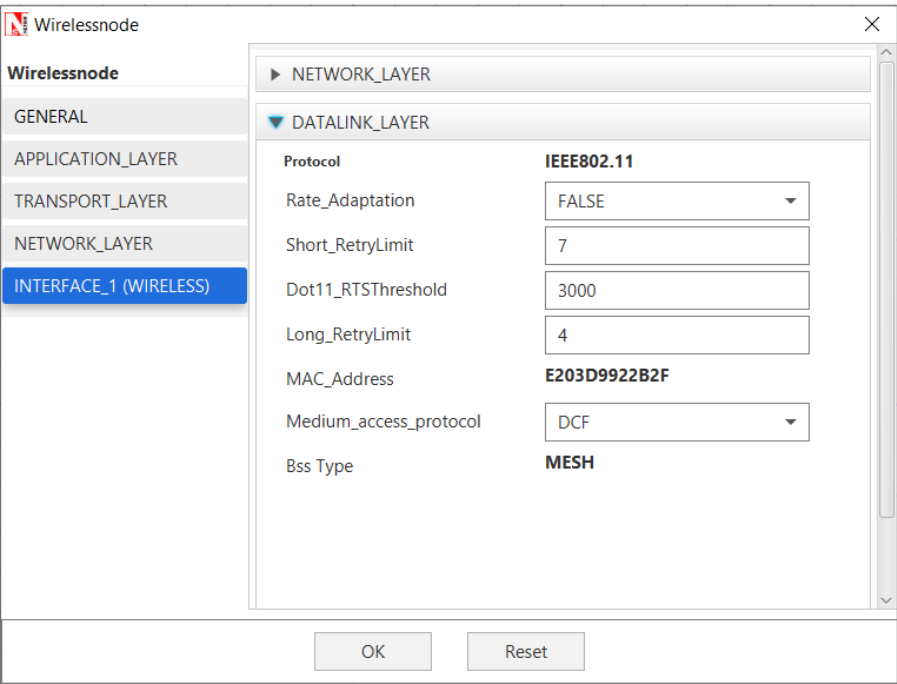 Wirelessnode
Wirelessnode
GENERAL
APPLICATION_LAYER
TRANSPORT_LAYER
NETWORK_LAYER
INTERFACE_1 (WIRELESS)
NETWORK_LAYER
DATALINK_LAYER
Protocol IEEE802.11
Rate_Adaptation FALSE
Short_RetryLimit 7
Dot11_RTSThreshold 3000
Long_RetryLimit 4
MAC_Address E203D9922B2F
Medium_access_protocol DCF
Bss Type MESH
OK Reset